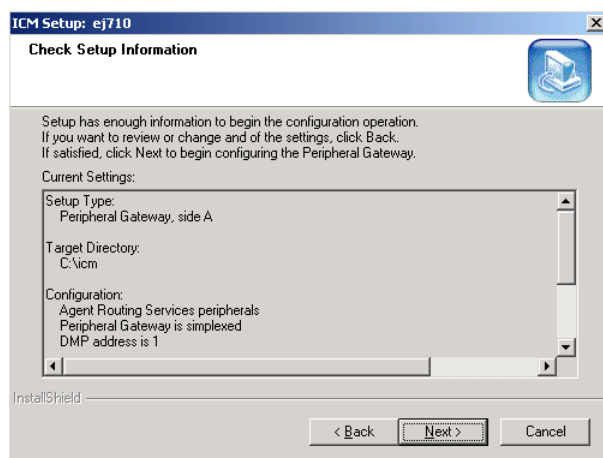 ICM Setup: ej710
Check Setup Information
Setup has enough information to begin the configuration operation.
If you want to review or change and of the settings, click Back.
If satisfied, click Next to begin configuring the Peripheral Gateway.
Current Settings:
Setup Type:
Peripheral Gateway, side A
Target Directory:
C:\icm
Configuration:
Agent Routing Services peripherals
Peripheral Gateway is simplexed
DMP address is 1
InstallShield
< Back
Next >
Cancel